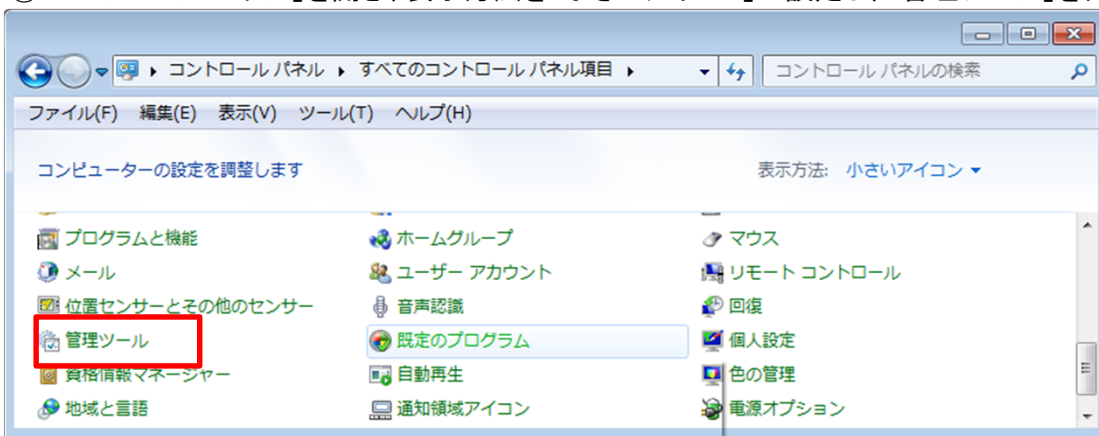 コントロール パネル ▸ すべてのコントロール パネル項目 ▸ コントロール パネルの検索
ファイル(F) 編集(E) 表示(V) ツール(T) ヘルプ(H)
コンピューターの設定を調整します 表示方法: 小さいアイコン
プログラムと機能 ホームグループ マウス
メール ユーザー アカウント リモート コントロール
位置センサーとその他のセンサー 音声認識 回復
管理ツール 既定のプログラム 個人設定
資格情報マネージャー 自動再生 色の管理
地域と言語 通知領域アイコン 電源オプション